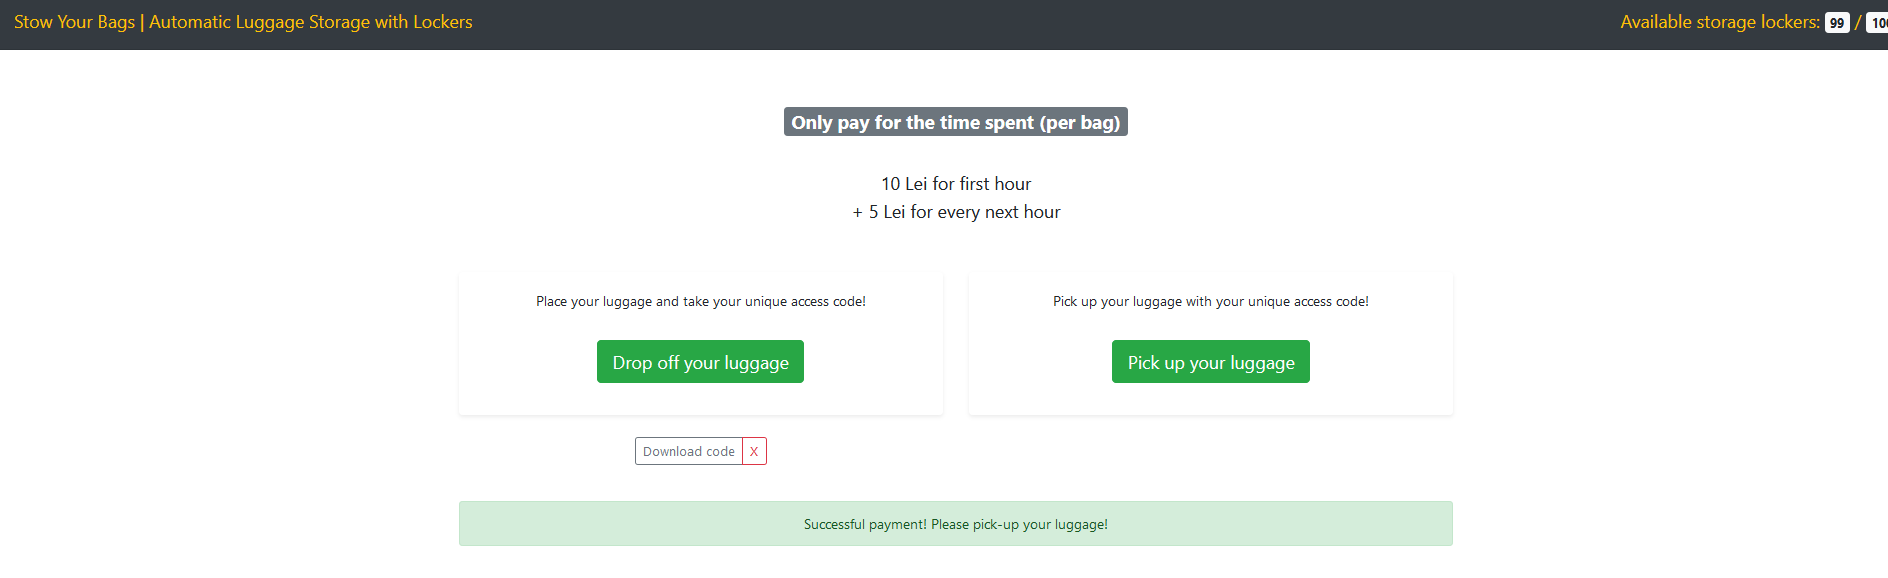 Stow Your Bags | Automatic Luggage Storage with Lockers
Available storage lockers: 99 / 100
Only pay for the time spent (per bag)
10 Lei for first hour
+ 5 Lei for every next hour
Place your luggage and take your unique access code!
Drop off your luggage
Pick up your luggage with your unique access code!
Pick up your luggage
Download code X
Successful payment! Please pick-up your luggage!